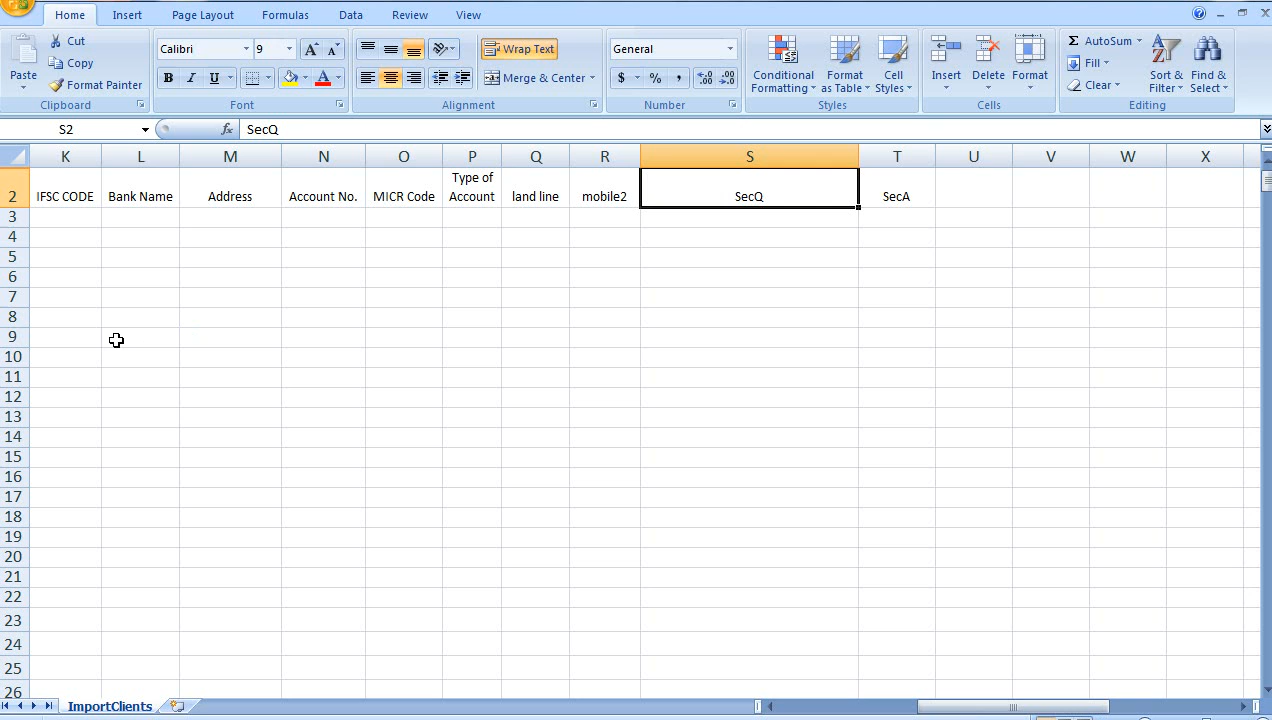 Home Insert Page Layout Formulas Data Review View
Cut Calibri 9 Wrap Text General AutoSum
Copy Fill
Paste Format Painter B I U Merge & Center $ % , Conditional Formatting Format as Table Cell Styles Insert Delete Format Clear Sort & Filter Find & Select
Clipboard Font Alignment Number Styles Cells Editing
S2 fx SecQ
K L M N O P Q R S T U V W X
2 IFSC CODE Bank Name Address Account No. MICR Code Type of Account land line mobile2 SecQ SecA
3
4
5
6
7
8
9
10
11
12
13
14
15
16
17
18
19
20
21
22
23
24
25
26
ImportClients